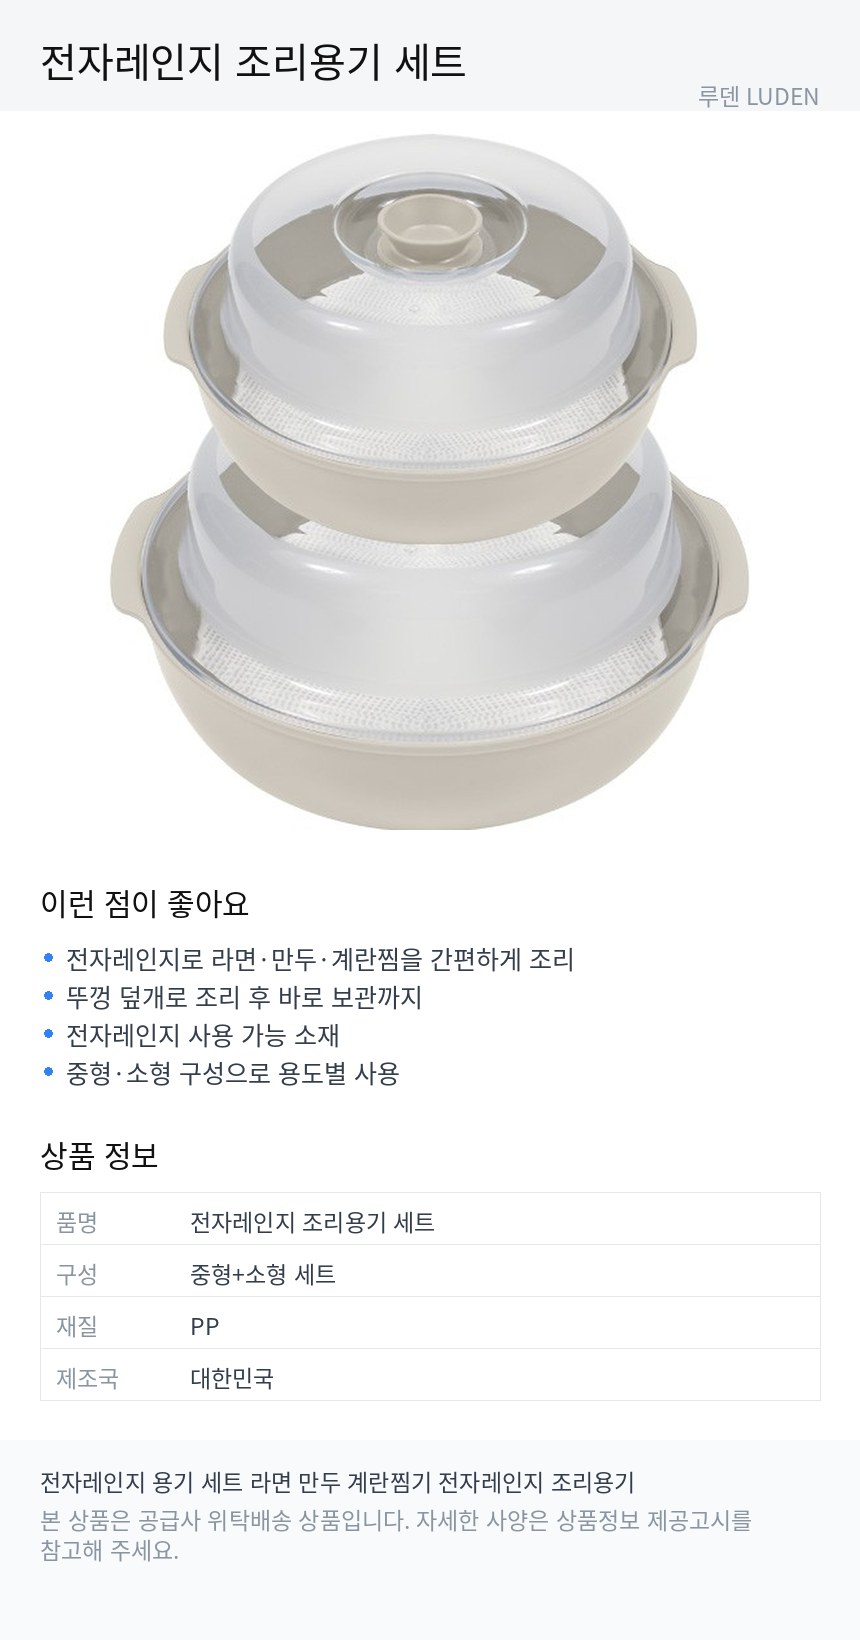 전자레인지 조리용기 세트
루덴 LUDEN
이런 점이 좋아요
전자레인지로 라면·만두·계란찜을 간편하게 조리
뚜껑 덮개로 조리 후 바로 보관까지
전자레인지 사용 가능 소재
중형·소형 구성으로 용도별 사용
상품 정보
품명 전자레인지 조리용기 세트
구성 중형+소형 세트
재질 PP
제조국 대한민국
전자레인지 용기 세트 라면 만두 계란찜기 전자레인지 조리용기
본 상품은 공급사 위탁배송 상품입니다. 자세한 사양은 상품정보 제공고시를
참고해 주세요.